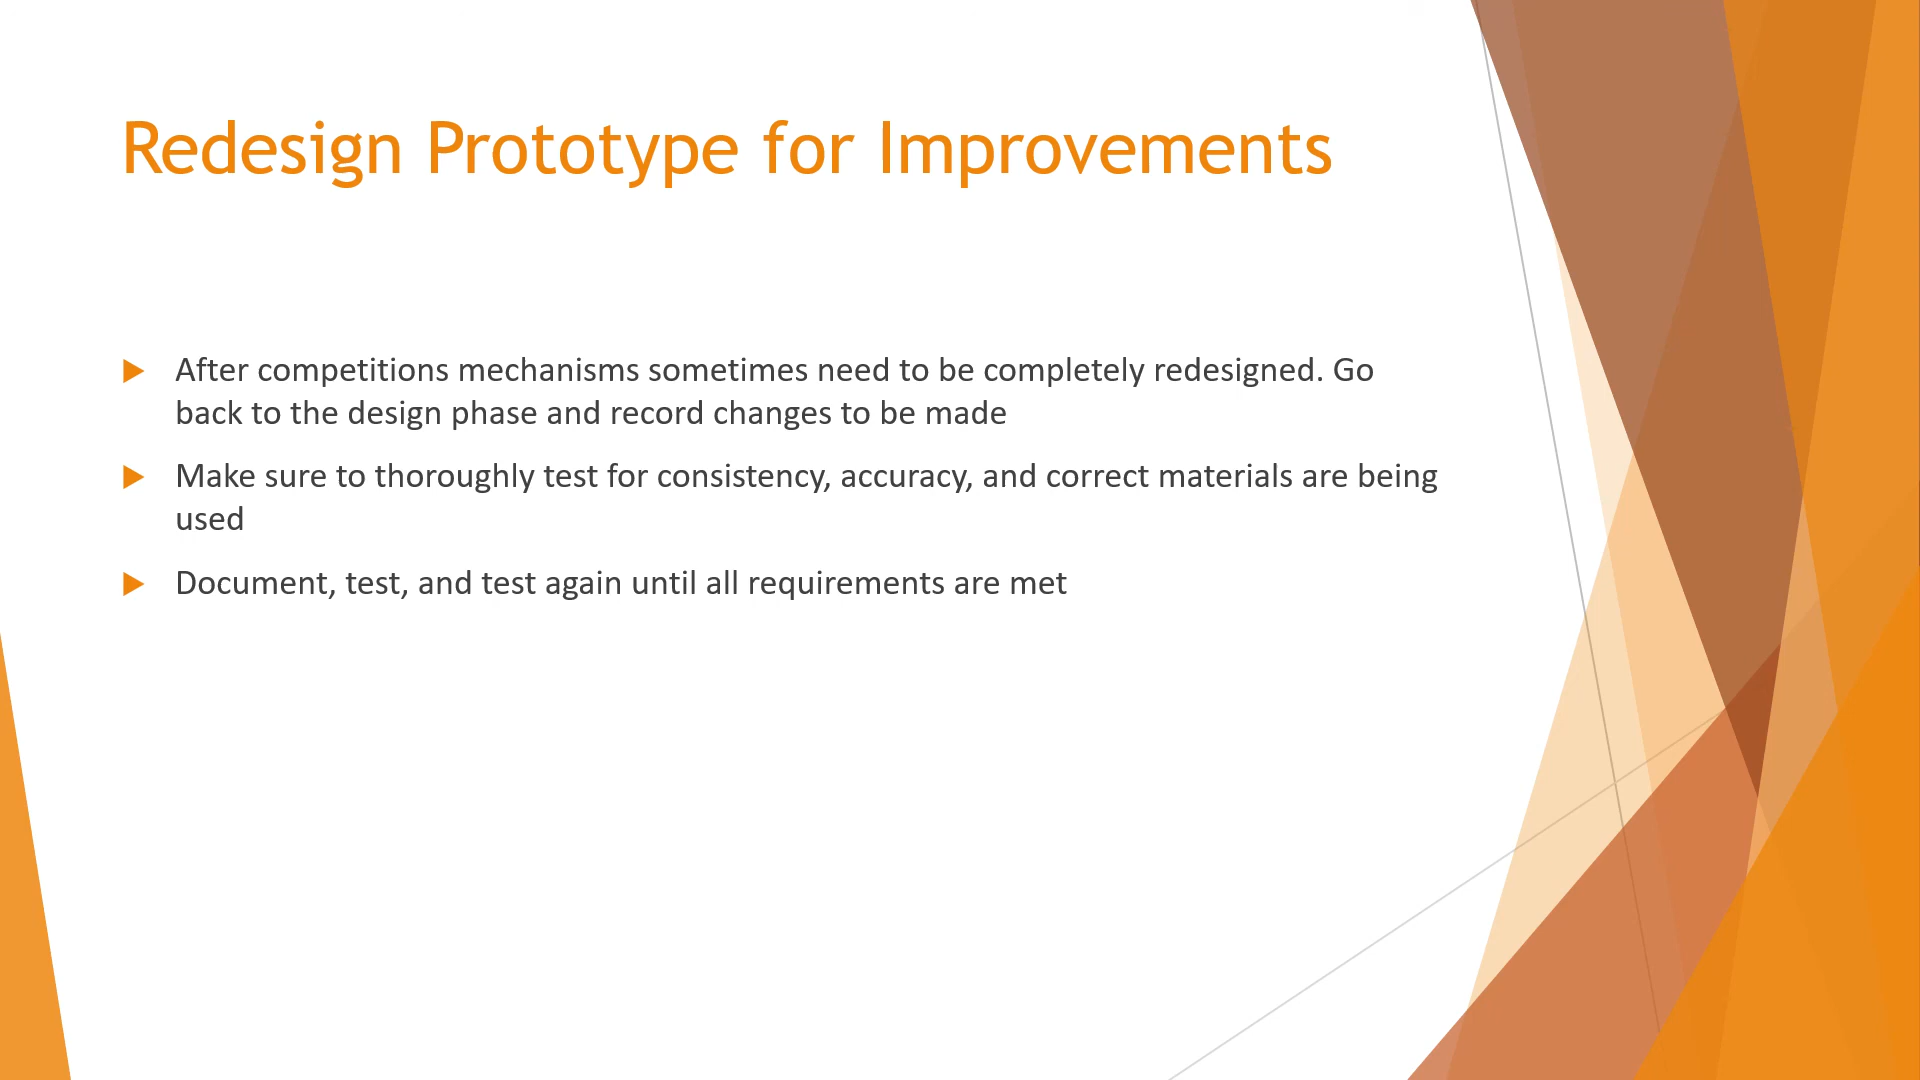 Redesign Prototype for Improvements
After competitions mechanisms sometimes need to be completely redesigned. Go
back to the design phase and record changes to be made
Make sure to thoroughly test for consistency, accuracy, and correct materials are being
used
Document, test, and test again until all requirements are met